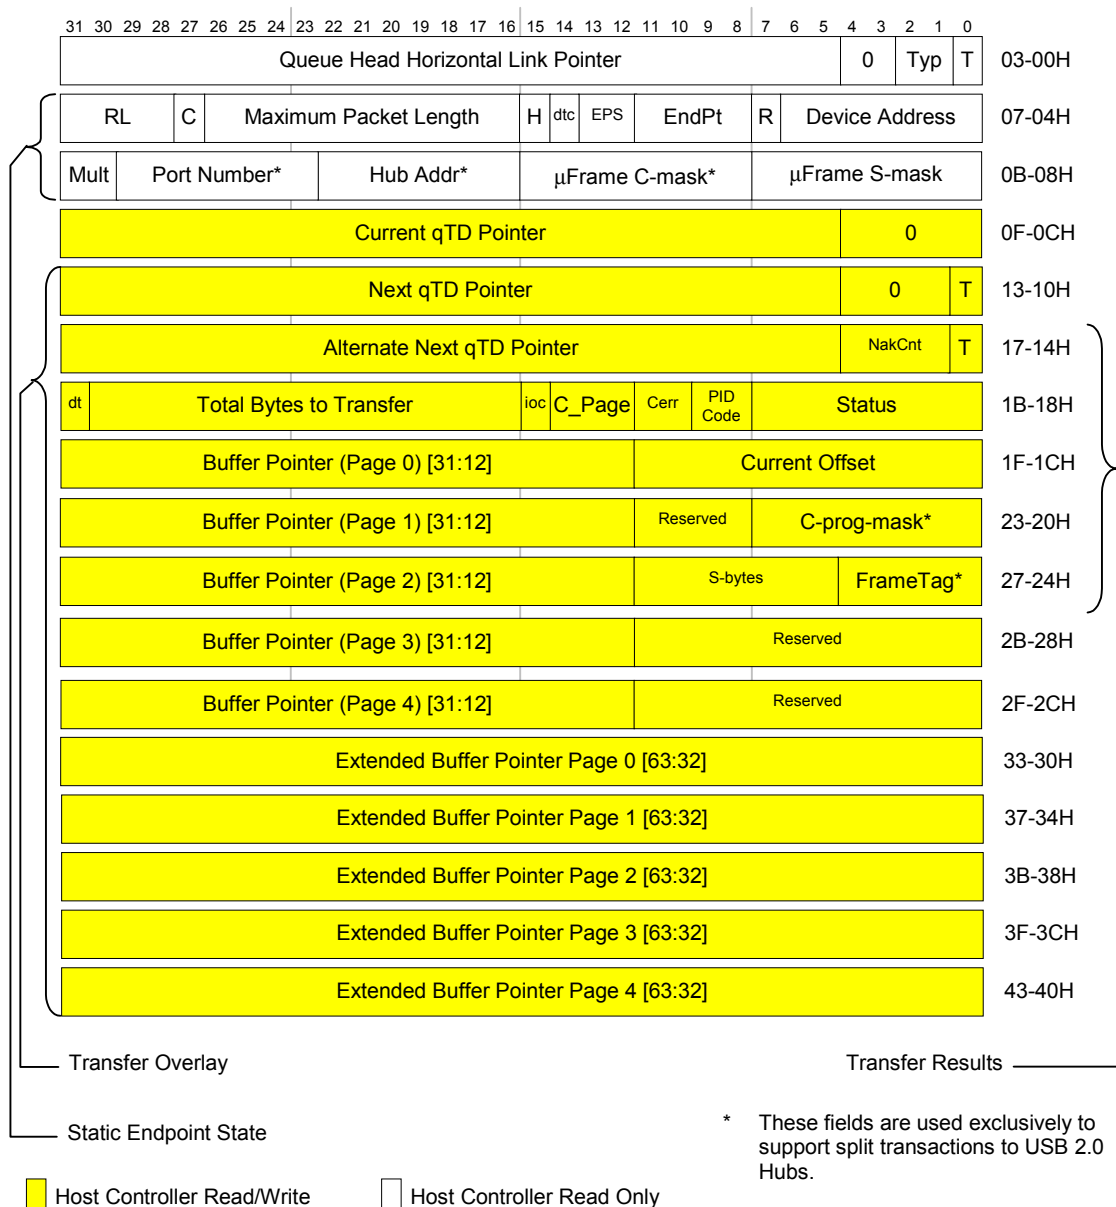 31 30 29 28 27 26 25 24 23 22 21 20 19 18 17 16 15 14 13 12 11 10 9 8 7 6 5 4 3 2 1 0
Queue Head Horizontal Link Pointer 0 Typ T 03-00H
RL C Maximum Packet Length H dtc EPS EndPt R Device Address 07-04H
Mult Port Number* Hub Addr* μFrame C-mask* μFrame S-mask 0B-08H
Current qTD Pointer 0 0F-0CH
Next qTD Pointer 0 T 13-10H
Alternate Next qTD Pointer NakCnt T 17-14H
dt Total Bytes to Transfer ioc C_Page Cerr PID Code Status 1B-18H
Buffer Pointer (Page 0) [31:12] Current Offset 1F-1CH
Buffer Pointer (Page 1) [31:12] Reserved C-prog-mask* 23-20H
Buffer Pointer (Page 2) [31:12] S-bytes FrameTag* 27-24H
Buffer Pointer (Page 3) [31:12] Reserved 2B-28H
Buffer Pointer (Page 4) [31:12] Reserved 2F-2CH
Extended Buffer Pointer Page 0 [63:32] 33-30H
Extended Buffer Pointer Page 1 [63:32] 37-34H
Extended Buffer Pointer Page 2 [63:32] 3B-38H
Extended Buffer Pointer Page 3 [63:32] 3F-3CH
Extended Buffer Pointer Page 4 [63:32] 43-40H
Transfer Overlay
Transfer Results
Static Endpoint State
* These fields are used exclusively to
support split transactions to USB 2.0
Hubs.
Host Controller Read/Write
Host Controller Read Only